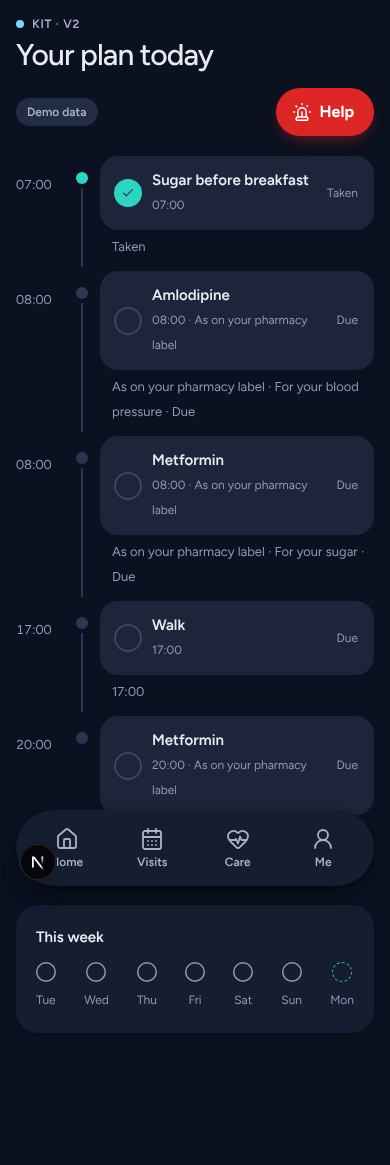 KIT · V2
Your plan today
Demo data
Help
07:00
Sugar before breakfast
07:00
Taken
Taken
08:00
Amlodipine
08:00 · As on your pharmacy
label
Due
As on your pharmacy label · For your blood
pressure · Due
08:00
Metformin
08:00 · As on your pharmacy
label
Due
As on your pharmacy label · For your sugar ·
Due
17:00
Walk
17:00
Due
17:00
20:00
Metformin
20:00 · As on your pharmacy
label
Due
N
Visits
Care
Me
This week
Tue Wed Thu Fri Sat Sun Mon